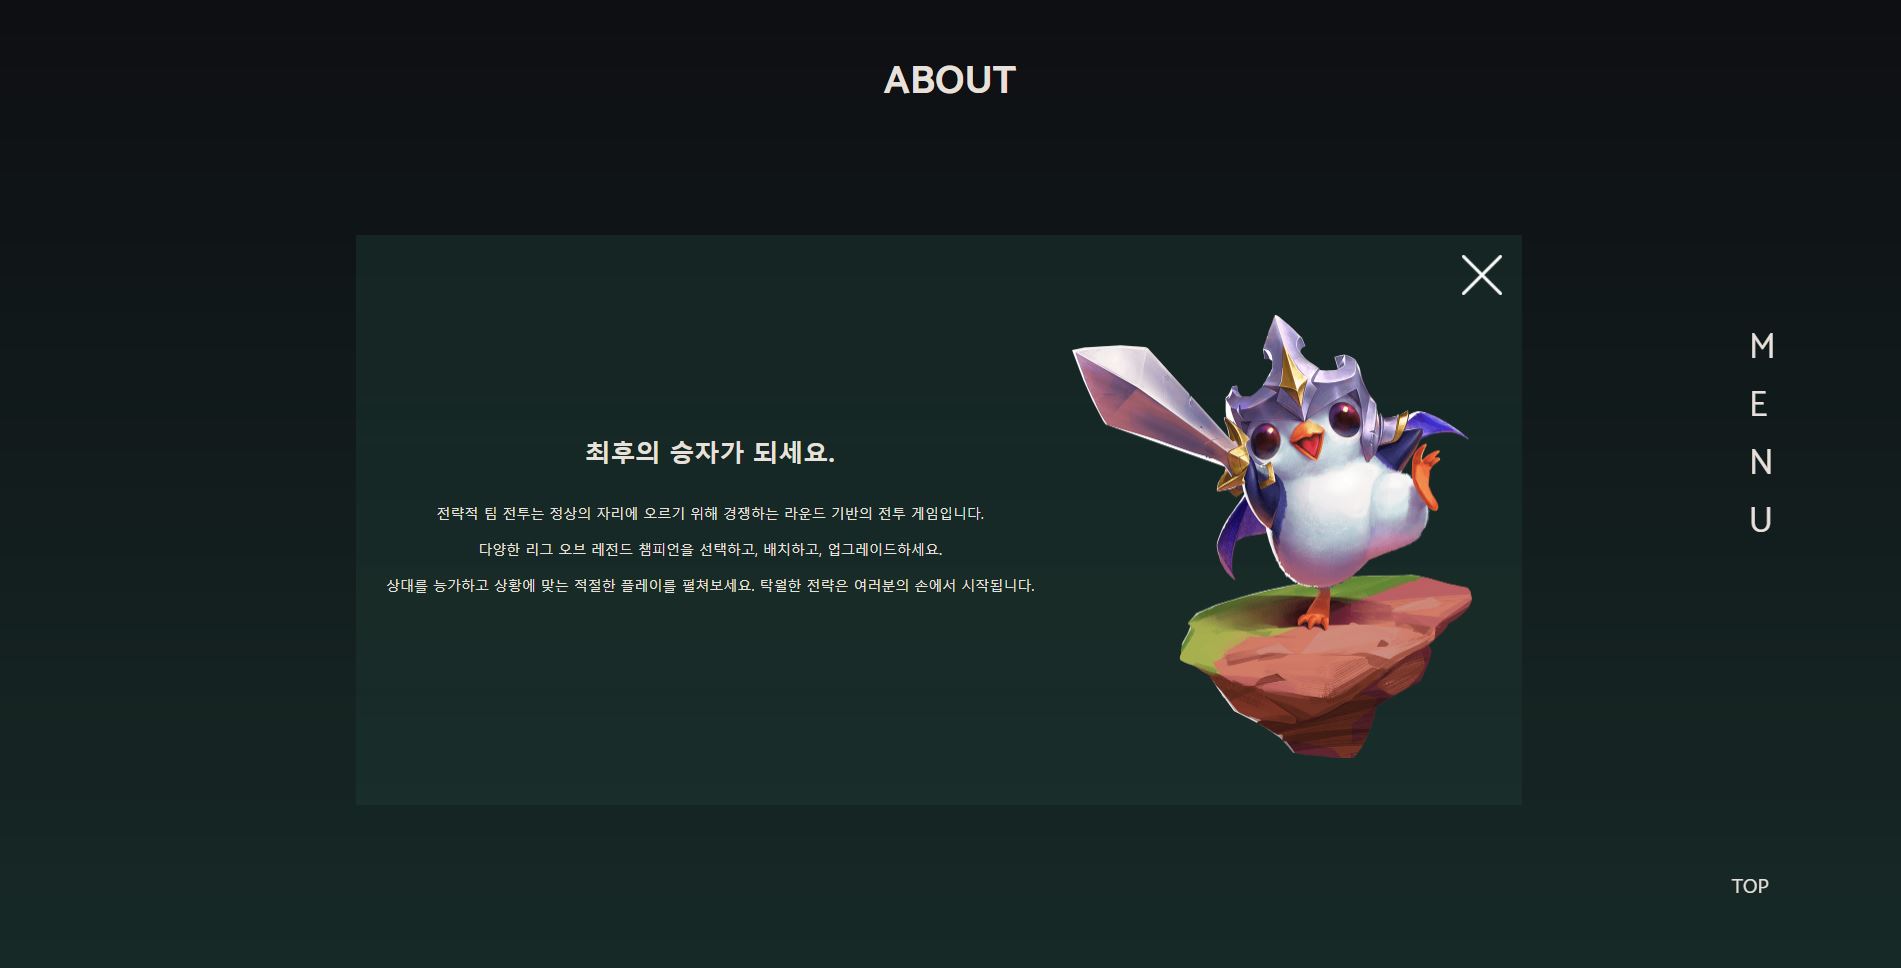 ABOUT
최후의 승자가 되세요.
전략적 팀 전투는 정상의 자리에 오르기 위해 경쟁하는 라운드 기반의 전투 게임입니다.
다양한 리그 오브 레전드 챔피언을 선택하고, 배치하고, 업그레이드하세요.
상대를 능가하고 상황에 맞는 적절한 플레이를 펼쳐보세요. 탁월한 전략은 여러분의 손에서 시작됩니다.
M
E
N
U
TOP